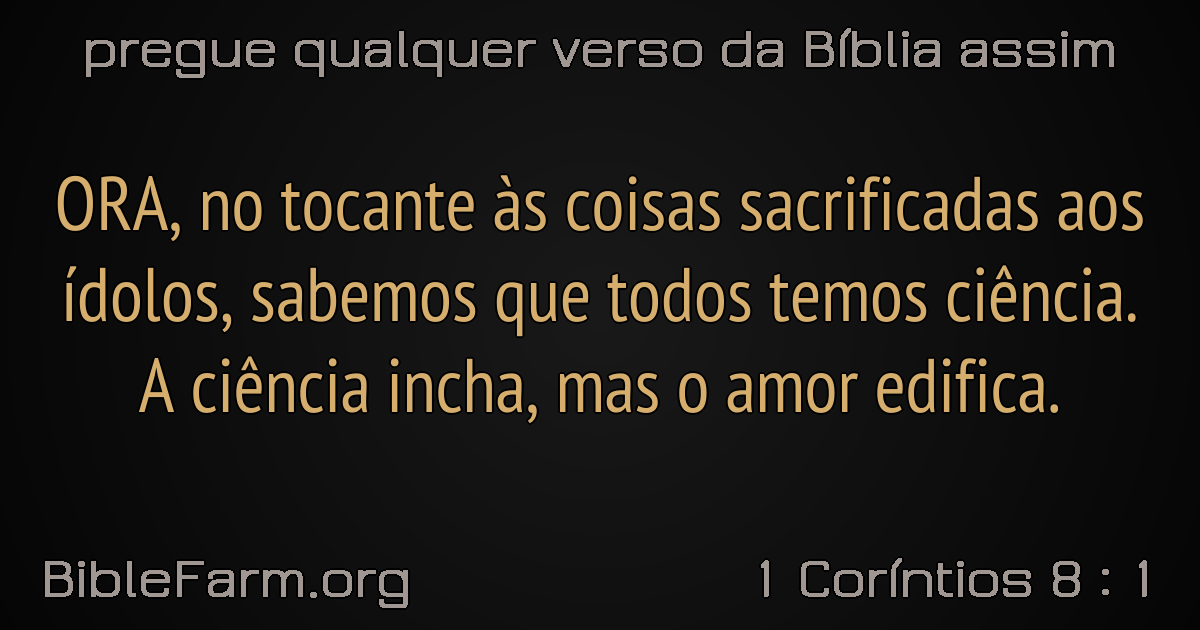 pregue qualquer verso da Bíblia assim
ORA, no tocante às coisas sacrificadas aos
ídolos, sabemos que todos temos ciência.
A ciência incha, mas o amor edifica.
BibleFarm.org
1 Coríntios 8 : 1